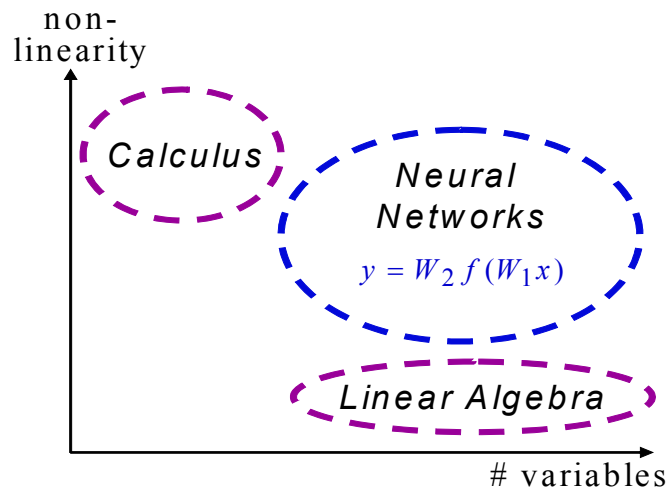 non-
linearity
Calculus
Neural
Networks
y = W₂ f (W₁x)
Linear Algebra
# variables